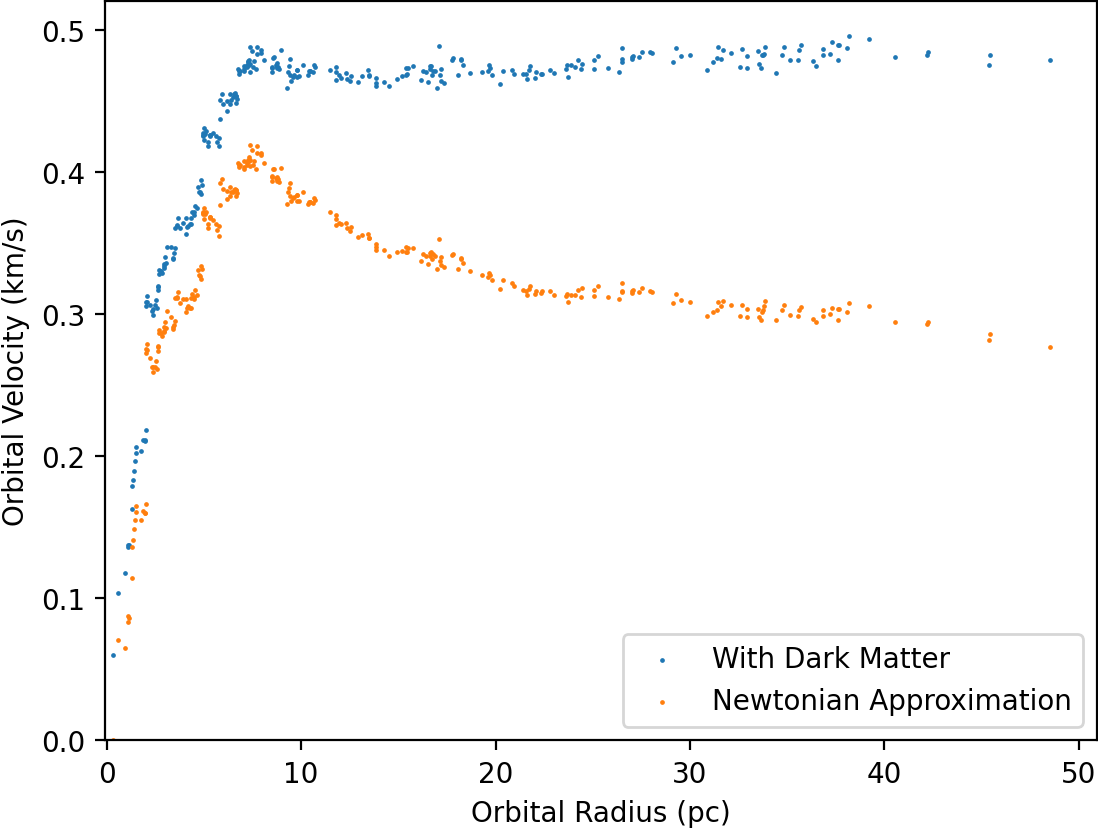 0.5
0.4
0.3
0.2
0.1
0.0
Orbital Velocity (km/s)
With Dark Matter
Newtonian Approximation
0 10 20 30 40 50
Orbital Radius (pc)